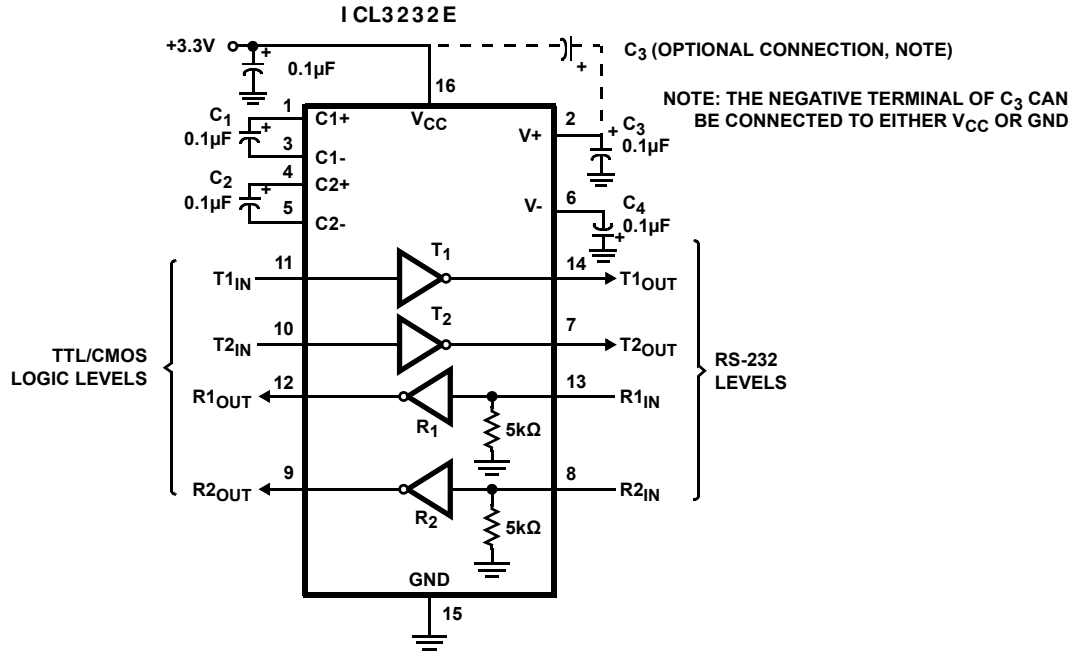 ICL3232E
+3.3V
+
0.1µF
C3 (OPTIONAL CONNECTION, NOTE)
+
NOTE: THE NEGATIVE TERMINAL OF C3 CAN
BE CONNECTED TO EITHER VCC OR GND
16
VCC
C1
0.1µF
+
1
C1+
3
C1-
C2
0.1µF
+
4
C2+
5
C2-
2
V+
+
C3
0.1µF
6
V-
C4
0.1µF
+
T1IN
11
T1
14
T1OUT
T2IN
10
T2
7
T2OUT
TTL/CMOS
LOGIC LEVELS
RS-232
LEVELS
R1OUT
12
R1
13
R1IN
5kΩ
R2OUT
9
R2
8
R2IN
5kΩ
GND
15